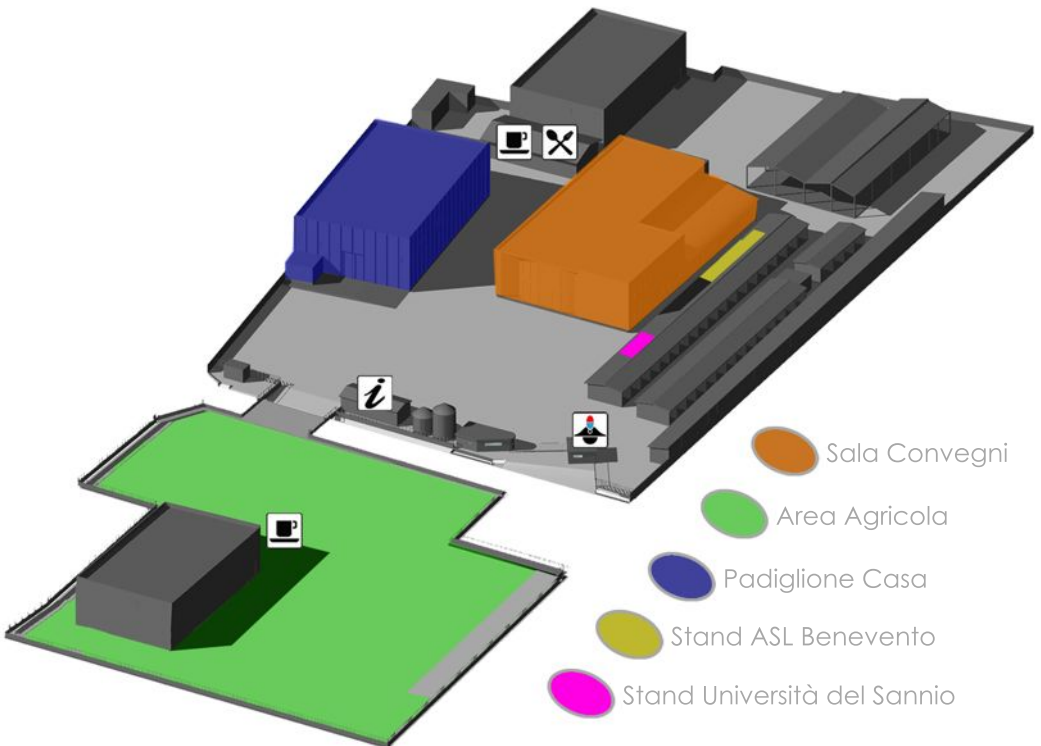 i
Sala Convegni
Area Agricola
Padiglione Casa
Stand ASL Benevento
Stand Università del Sannio